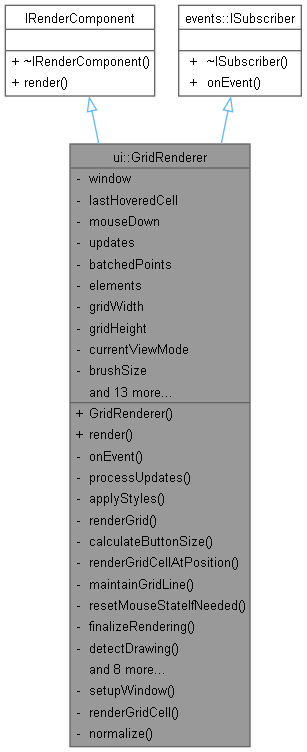 IRenderComponent
+ ~IRenderComponent()
+ render()
events::ISubscriber
+ ~ISubscriber()
+ onEvent()
ui::GridRenderer
- window
- lastHoveredCell
- mouseDown
- updates
- batchedPoints
- elements
- gridWidth
- gridHeight
- currentViewMode
- brushSize
and 13 more...
+ GridRenderer()
+ render()
- onEvent()
- processUpdates()
- applyStyles()
- renderGrid()
- calculateButtonSize()
- renderGridCellAtPosition()
- maintainGridLine()
- resetMouseStateIfNeeded()
- finalizeRendering()
- detectDrawing()
and 8 more...
- setupWindow()
- renderGridCell()
- normalize()